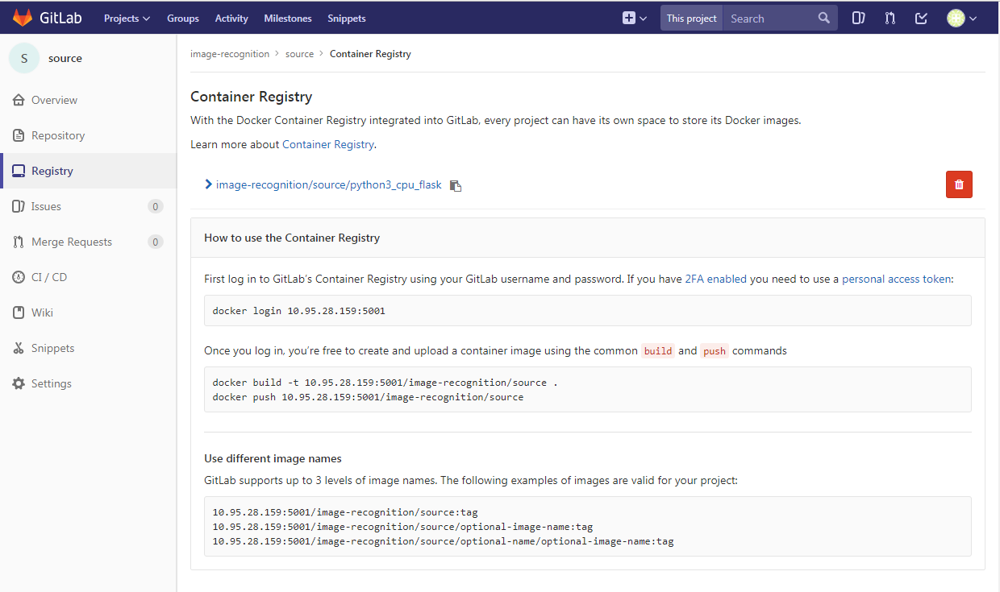 GitLab Projects Groups Activity Milestones Snippets This project Search
S source
Overview
Repository
Registry
Issues 0
Merge Requests 0
CI / CD
Wiki
Snippets
Settings
image-recognition > source > Container Registry
Container Registry
With the Docker Container Registry integrated into GitLab, every project can have its own space to store its Docker images.
Learn more about Container Registry.
image-recognition/source/python3_cpu_flask
How to use the Container Registry
First log in to GitLab's Container Registry using your GitLab username and password. If you have 2FA enabled you need to use a personal access token:
docker login 10.95.28.159:5001
Once you log in, you're free to create and upload a container image using the common build and push commands
docker build -t 10.95.28.159:5001/image-recognition/source .
docker push 10.95.28.159:5001/image-recognition/source
Use different image names
GitLab supports up to 3 levels of image names. The following examples of images are valid for your project:
10.95.28.159:5001/image-recognition/source:tag
10.95.28.159:5001/image-recognition/source/optional-image-name:tag
10.95.28.159:5001/image-recognition/source/optional-name/optional-image-name:tag